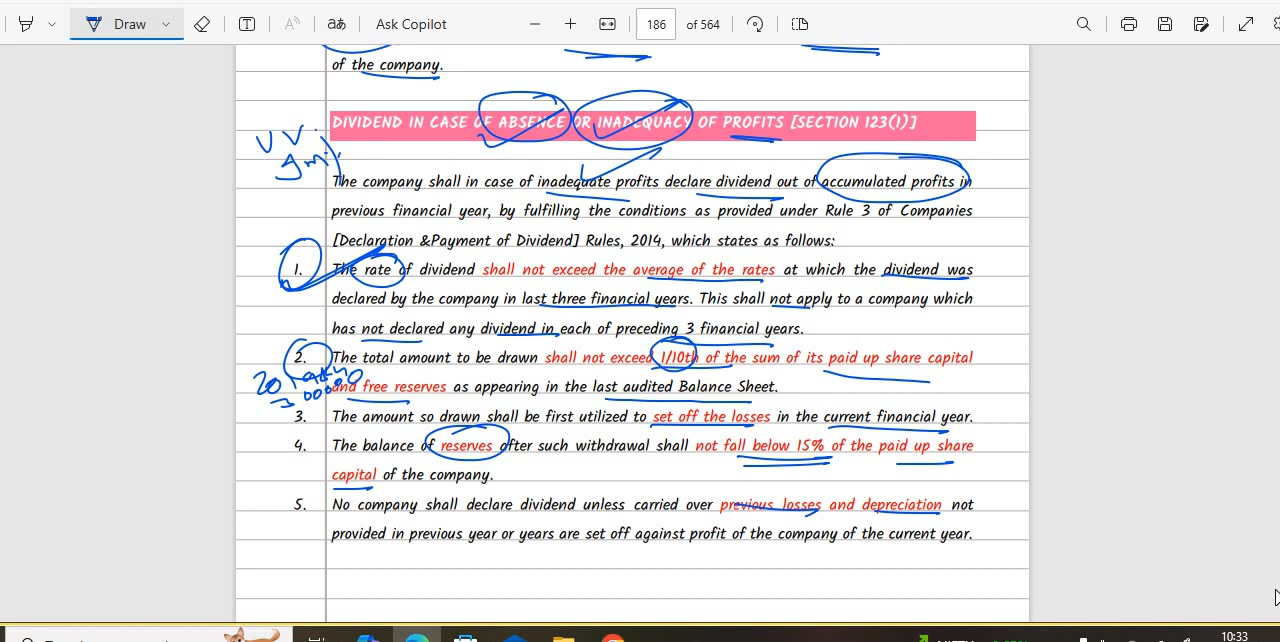 Draw
aあ
Ask Copilot
186 of 564
of the company.
DIVIDEND IN CASE OF ABSENCE OR INADEQUACY OF PROFITS [SECTION 123(1)]
V V
Imp
The company shall in case of inadequate profits declare dividend out of accumulated profits in
previous financial year, by fulfilling the conditions as provided under Rule 3 of Companies
[Declaration &Payment of Dividend] Rules, 2014, which states as follows:
1. The rate of dividend shall not exceed the average of the rates at which the dividend was
declared by the company in last three financial years. This shall not apply to a company which
has not declared any dividend in each of preceding 3 financial years.
2. The total amount to be drawn shall not exceed 1/10th of the sum of its paid up share capital
and free reserves as appearing in the last audited Balance Sheet.
3. The amount so drawn shall be first utilized to set off the losses in the current financial year.
4. The balance of reserves after such withdrawal shall not fall below 15% of the paid up share
capital of the company.
5. No company shall declare dividend unless carried over previous losses and depreciation not
provided in previous year or years are set off against profit of the company of the current year.
10:33